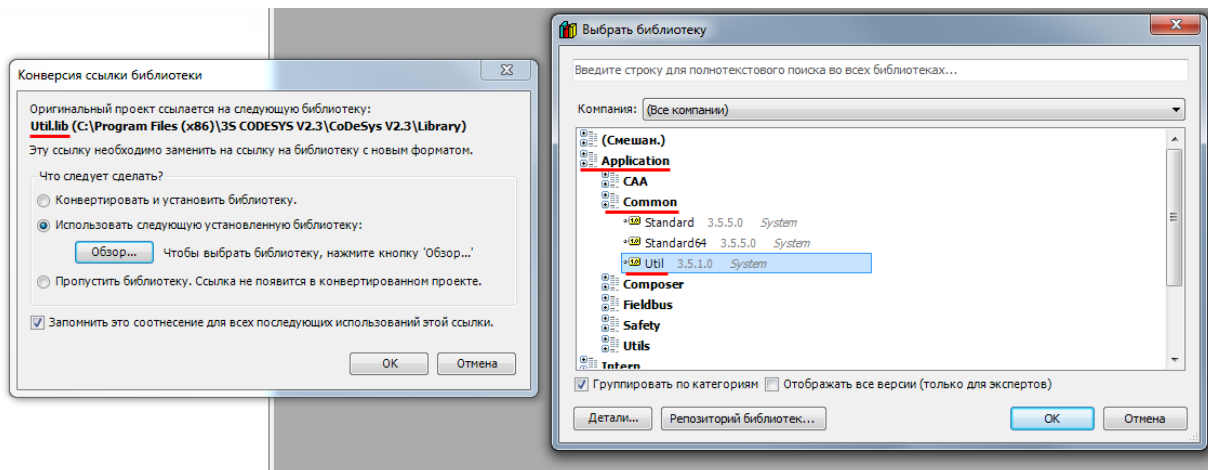 Конверсия ссылки библиотеки
Оригинальный проект ссылается на следующую библиотеку:
Util.lib (C:\Program Files (x86)\3S CODESYS V2.3\CoDeSys V2.3\Library)
Эту ссылку необходимо заменить на ссылку на библиотеку с новым форматом.
Что следует сделать?
Конвертировать и установить библиотеку.
Использовать следующую установленную библиотеку:
Обзор... Чтобы выбрать библиотеку, нажмите кнопку 'Обзор...'
Пропустить библиотеку. Ссылка не появится в конвертированном проекте.
Запомнить это соотнесение для всех последующих использований этой ссылки.
ОК Отмена
Выбрать библиотеку
Введите строку для полнотекстового поиска во всех библиотеках...
Компания: (Все компании)
(Смешан.)
Application
CAA
Common
Standard 3.5.5.0 System
Standard64 3.5.5.0 System
Util 3.5.1.0 System
Composer
Fieldbus
Safety
Utils
Intern
Группировать по категориям Отображать все версии (только для экспертов)
Детали... Репозиторий библиотек... ОК Отмена